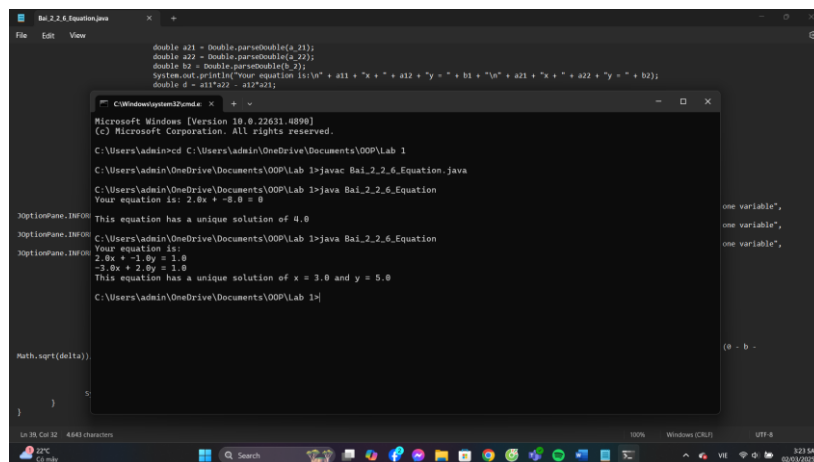 Bai_2_2_6_Equation.java
File Edit View
double a21 = Double.parseDouble(a_21);
double a22 = Double.parseDouble(a_22);
double b2 = Double.parseDouble(b_2);
System.out.println("Your equation is:\n" + a11 + "x + " + a12 + "y = " + b1 + "\n" + a21 + "x + " + a22 + "y = " + b2);
double d = a11*a22 - a12*a21;
C:\Windows\system32\cmd.e:
Microsoft Windows [Version 10.0.22631.4890]
(c) Microsoft Corporation. All rights reserved.
C:\Users\admin>cd C:\Users\admin\OneDrive\Documents\OOP\Lab 1
C:\Users\admin\OneDrive\Documents\OOP\Lab 1>javac Bai_2_2_6_Equation.java
C:\Users\admin\OneDrive\Documents\OOP\Lab 1>java Bai_2_2_6_Equation
Your equation is: 2.0x + -8.0 = 0
one variable",
JOptionPane.INFOR
This equation has a unique solution of 4.0
one variable",
JOptionPane.INFOR
C:\Users\admin\OneDrive\Documents\OOP\Lab 1>java Bai_2_2_6_Equation
one variable",
Your equation is:
JOptionPane.INFOR
2.0x + -1.0y = 1.0
-3.0x + 2.0y = 1.0
This equation has a unique solution of x = 3.0 and y = 5.0
C:\Users\admin\OneDrive\Documents\OOP\Lab 1>
(0 - b -
Math.sqrt(delta))
}
}
Ln 39, Col 32 4.643 characters 100% Windows (CRLF) UTF-8
22°C
Có mây
Search
VIE
3:23 SA
02/03/2025